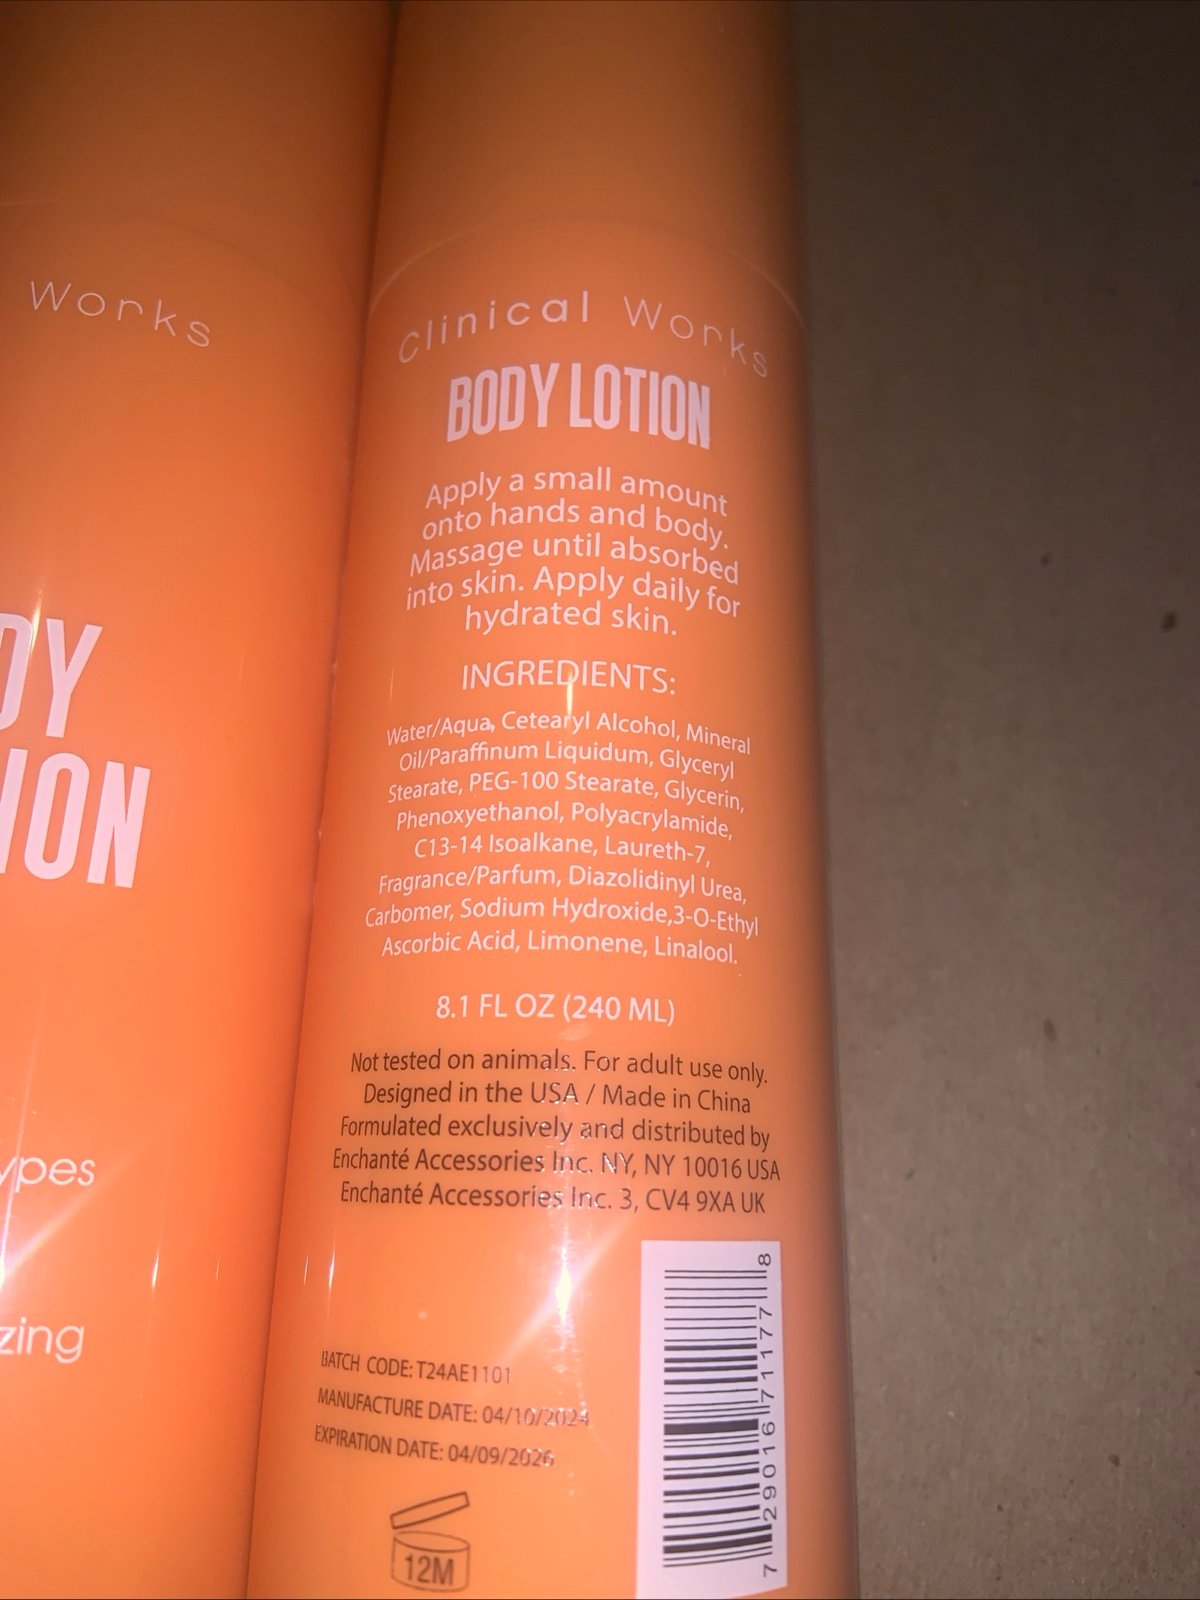 Works
DY
ION
ypes
zing
Clinical Works
BODY LOTION
Apply a small amount
onto hands and body.
Massage until absorbed
into skin. Apply daily for
hydrated skin.
INGREDIENTS:
Water/Aqua, Cetearyl Alcohol, Mineral
Oil/Paraffinum Liquidum, Glyceryl
Stearate, PEG-100 Stearate, Glycerin,
Phenoxyethanol, Polyacrylamide,
C13-14 Isoalkane, Laureth-7,
Fragrance/Parfum, Diazolidinyl Urea,
Carbomer, Sodium Hydroxide,3-O-Ethyl
Ascorbic Acid, Limonene, Linalool.
8.1 FL OZ (240 ML)
Not tested on animals. For adult use only.
Designed in the USA / Made in China
Formulated exclusively and distributed by
Enchanté Accessories Inc. NY, NY 10016 USA
Enchanté Accessories Inc. 3, CV4 9XA UK
BATCH CODE: T24AE1101
MANUFACTURE DATE: 04/10/2024
EXPIRATION DATE: 04/09/2026
12M
7 29016 71177 8